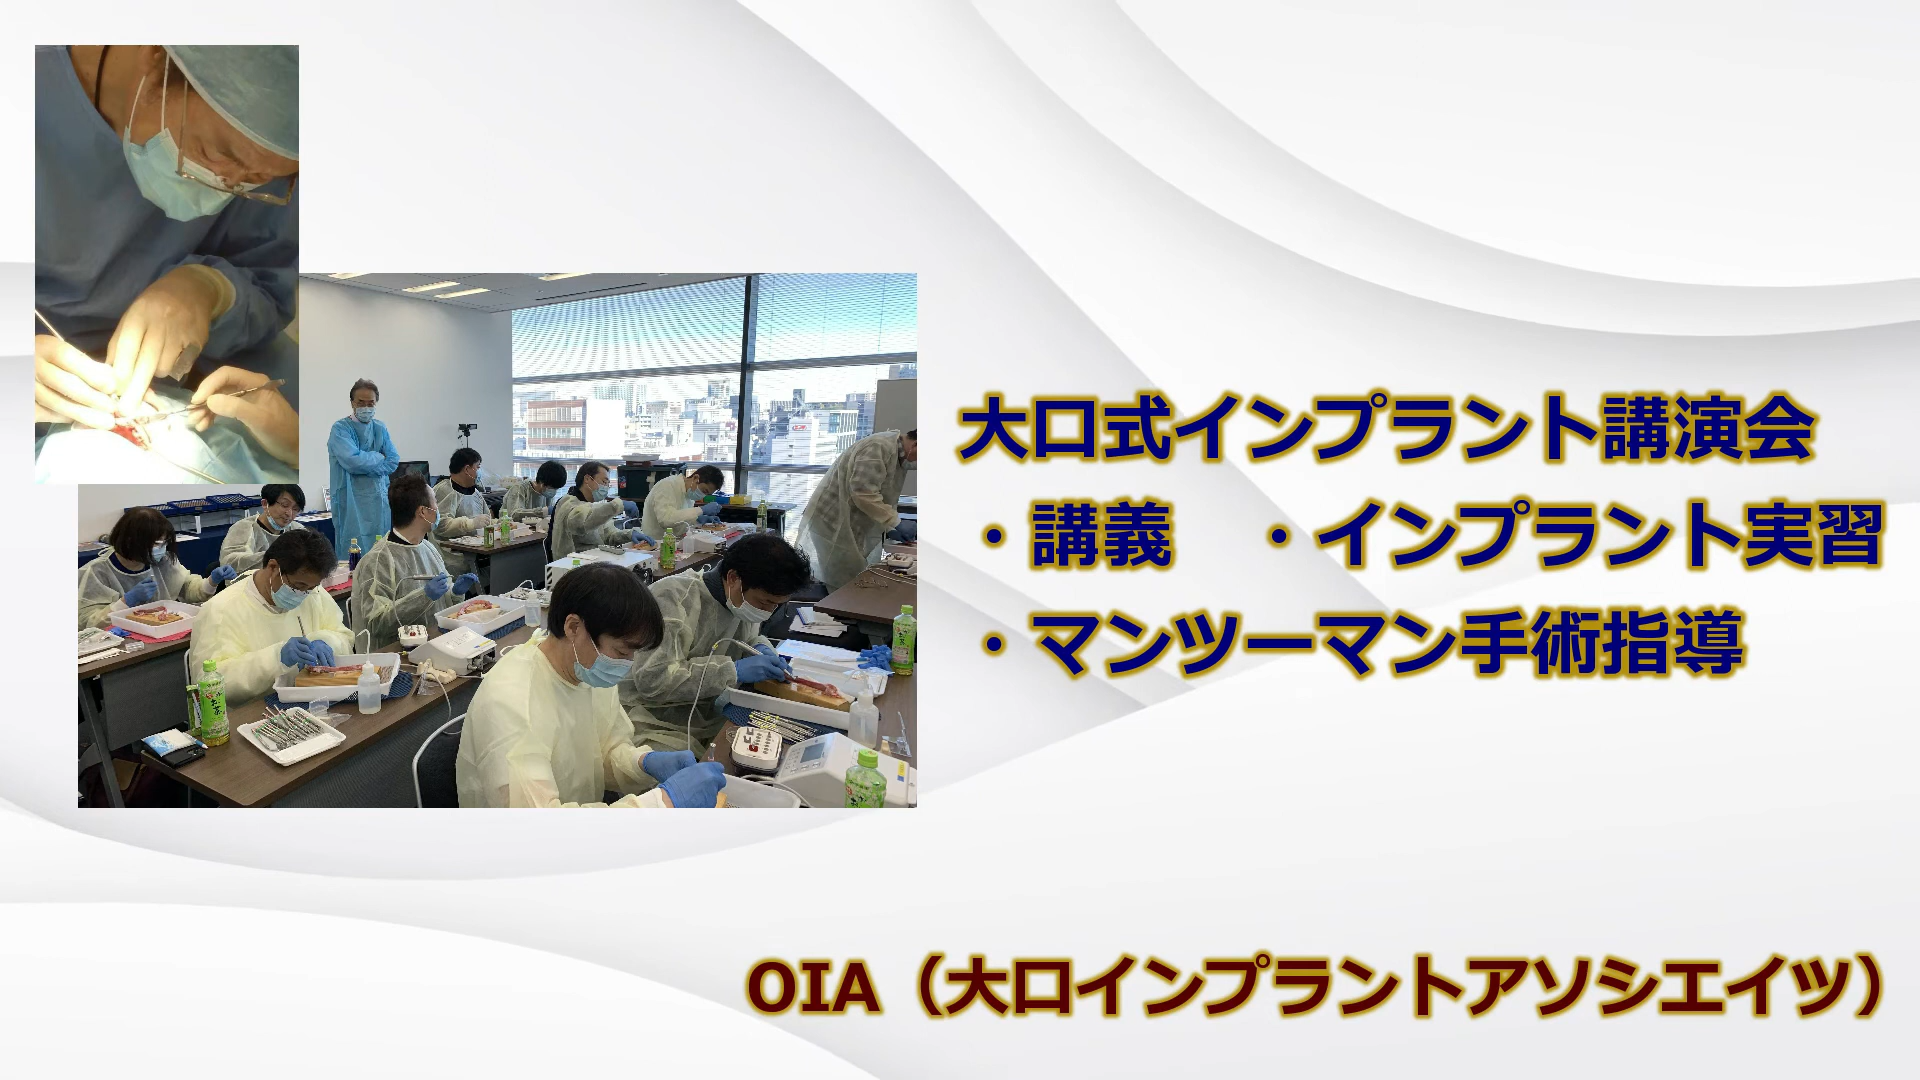 大口式インプラント講演会
・講義　・インプラント実習
・マンツーマン手術指導
OIA（大口インプラントアソシエイツ）